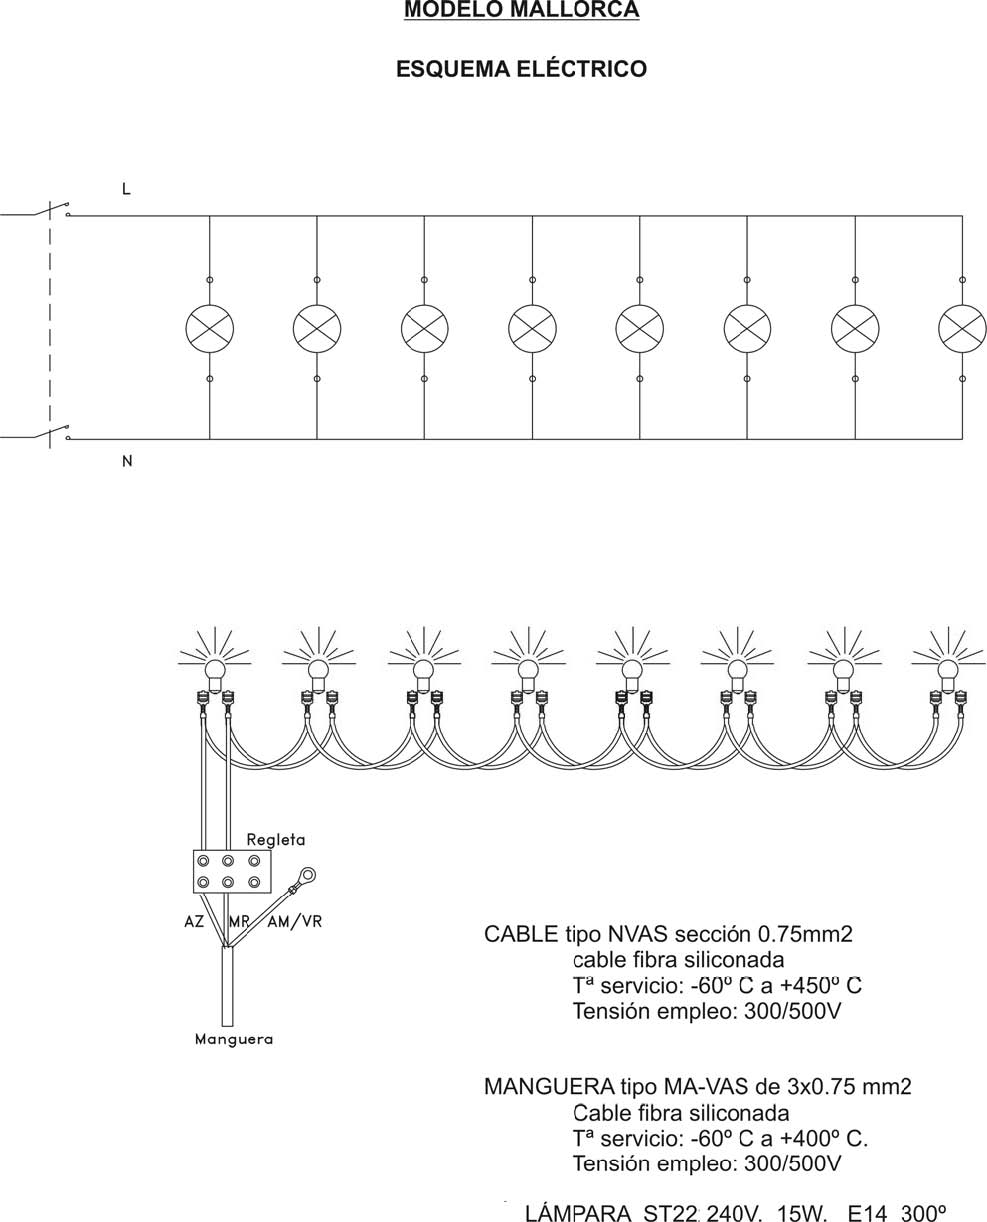 MODELO MALLORCA
ESQUEMA ELÉCTRICO
L
N
Regleta
AZ MR AM/VR
Manguera
CABLE tipo NVAS sección 0.75mm2
cable fibra siliconada
Tª servicio: -60º C a +450º C
Tensión empleo: 300/500V
MANGUERA tipo MA-VAS de 3x0.75 mm2
Cable fibra siliconada
Tª servicio: -60º C a +400º C.
Tensión empleo: 300/500V
LÁMPARA ST22 240V. 15W. E14 300º